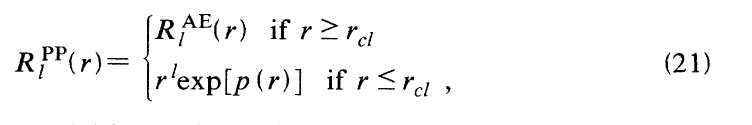 R_l^{PP}(r) = { R_l^{AE}(r) if r ≥ r_{cl}
r^l exp[p(r)] if r ≤ r_{cl} , (21)